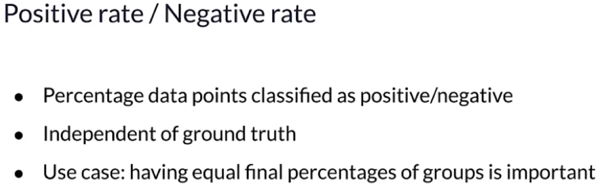 Positive rate / Negative rate
• Percentage data points classified as positive/negative
• Independent of ground truth
• Use case: having equal final percentages of groups is important